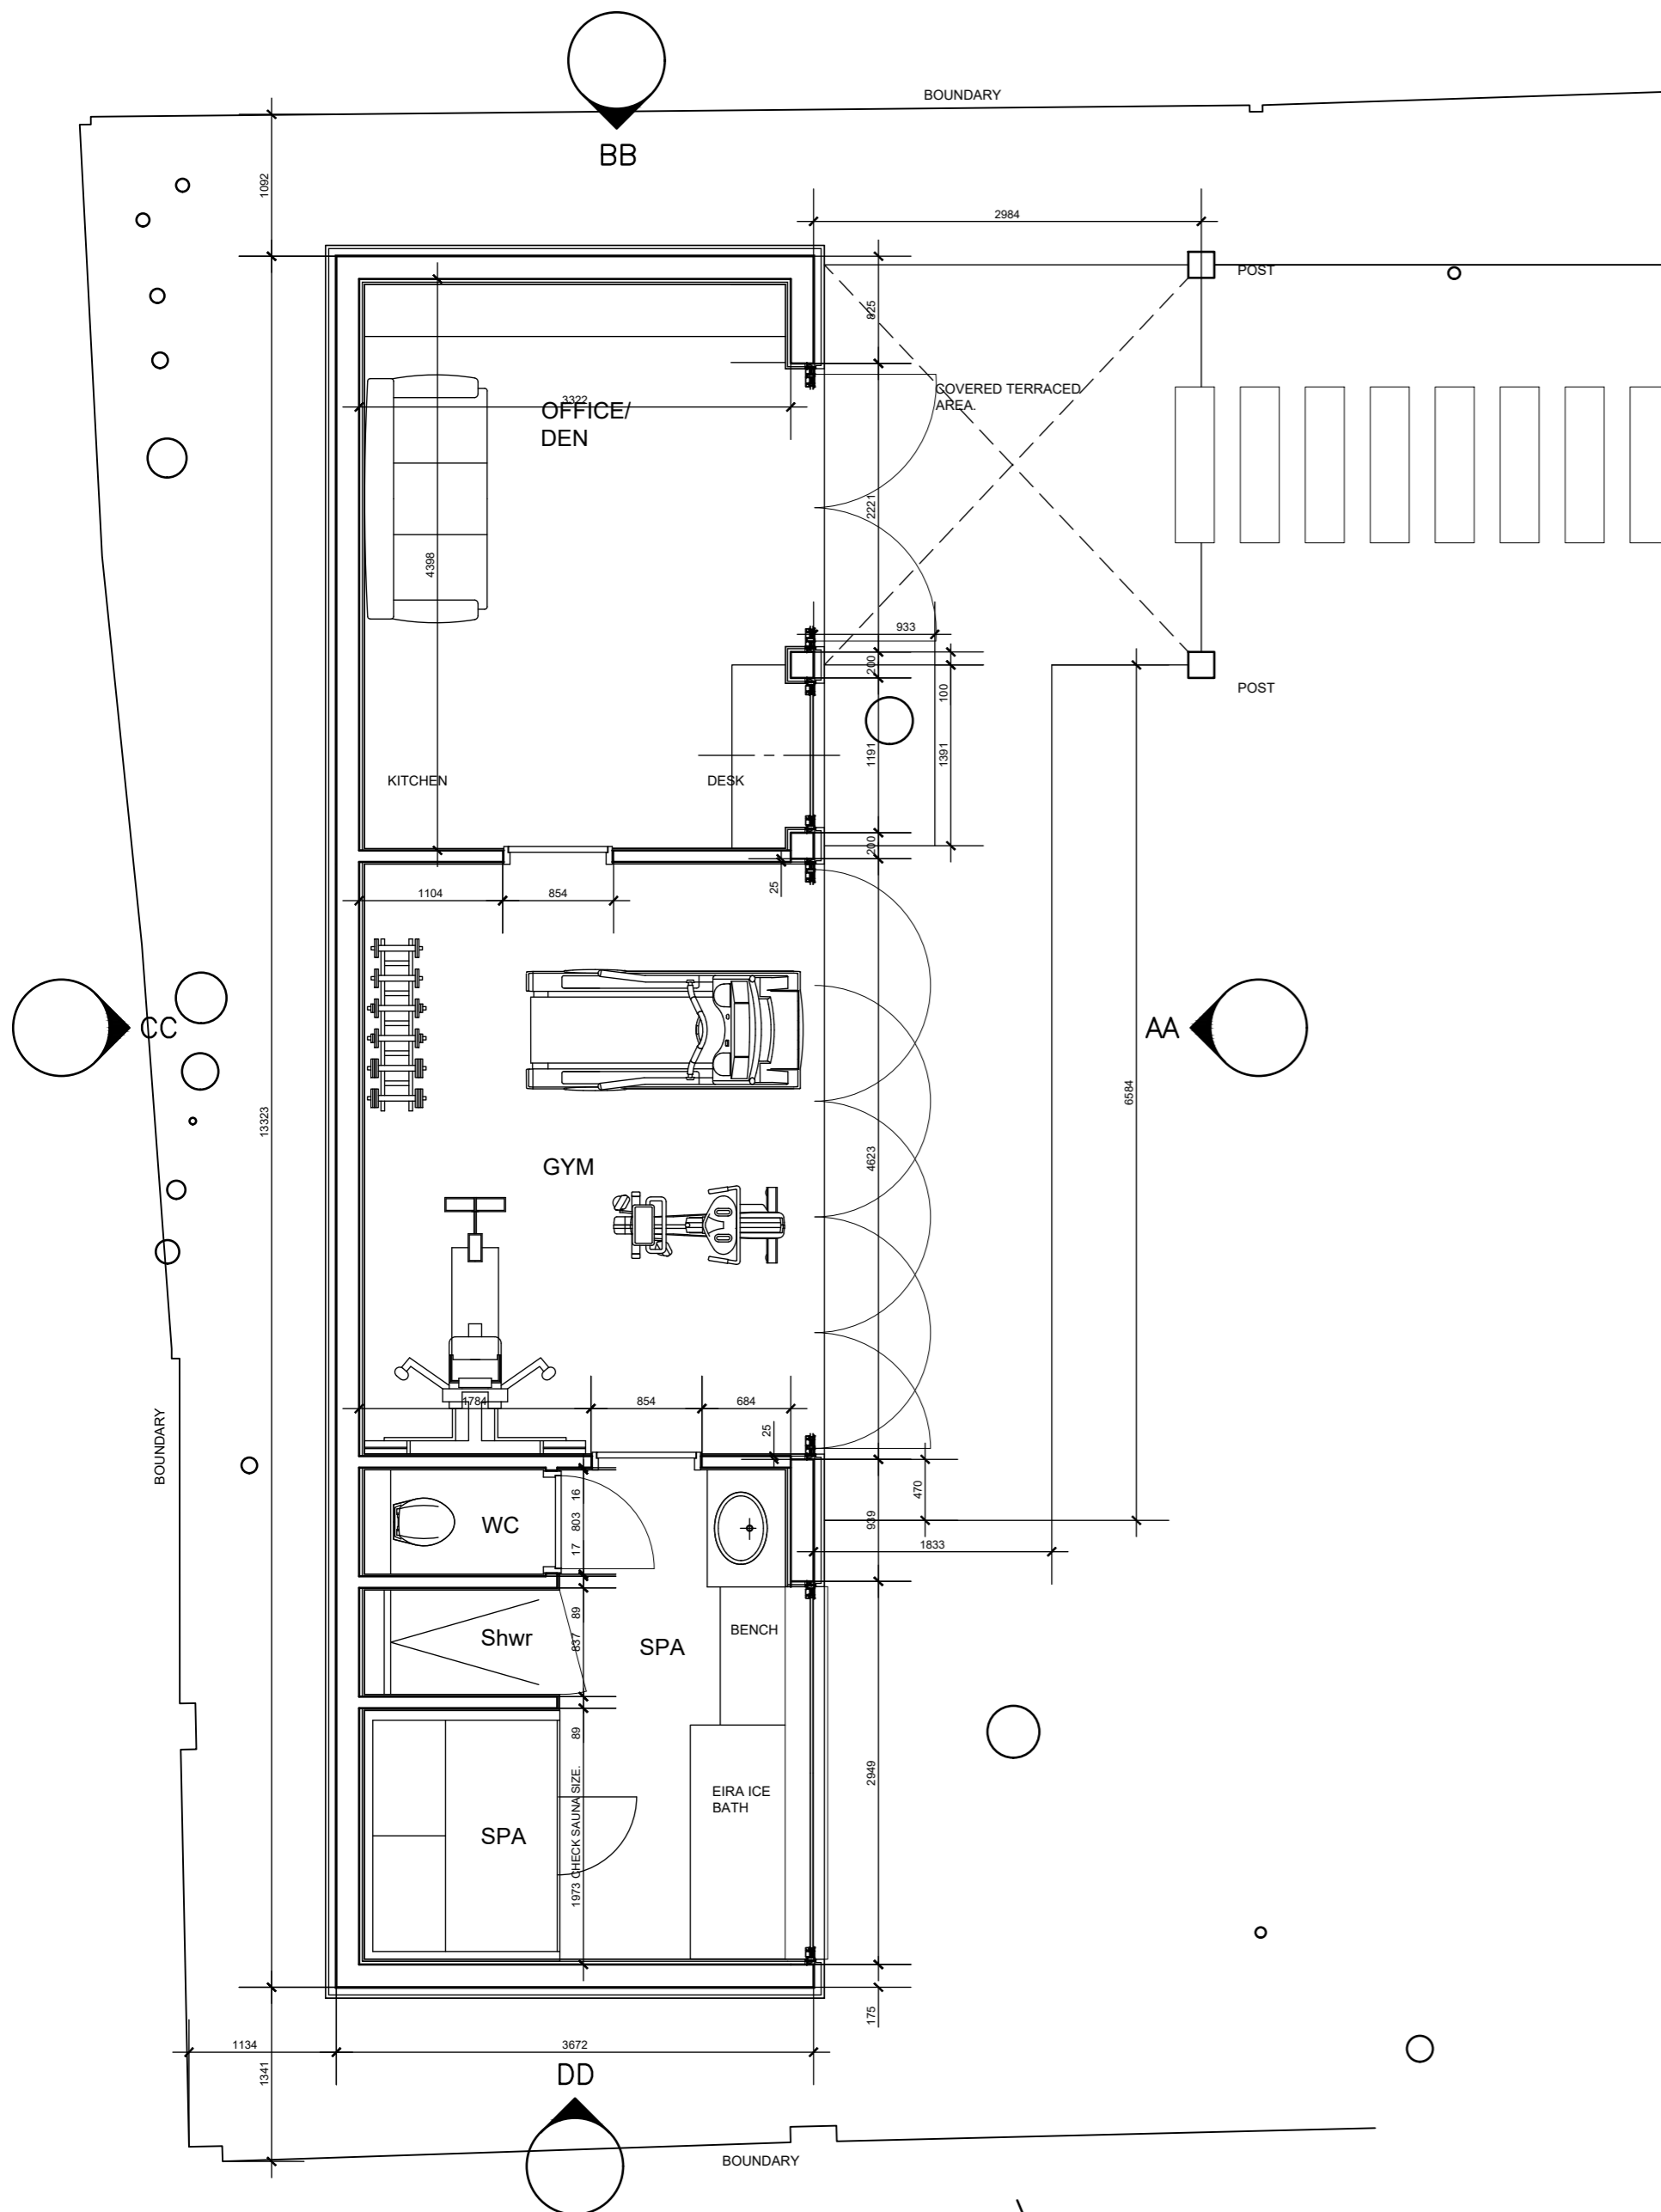 BOUNDARY
BB
1092
2984
POST
825
COVERED TERRACED
AREA.
3322
OFFICE/
DEN
2221
4398
933
200
100
POST
1191
1391
KITCHEN
DESK
200
25
1104
854
CC
AA
6584
13323
4623
GYM
1784
854
684
25
BOUNDARY
470
16
803
17
WC
939
1833
89
837
Shwr
SPA
BENCH
89
2949
EIRA ICE
BATH
1973 CHECK SAUNA SIZE.
SPA
175
1134
3672
1341
DD
BOUNDARY